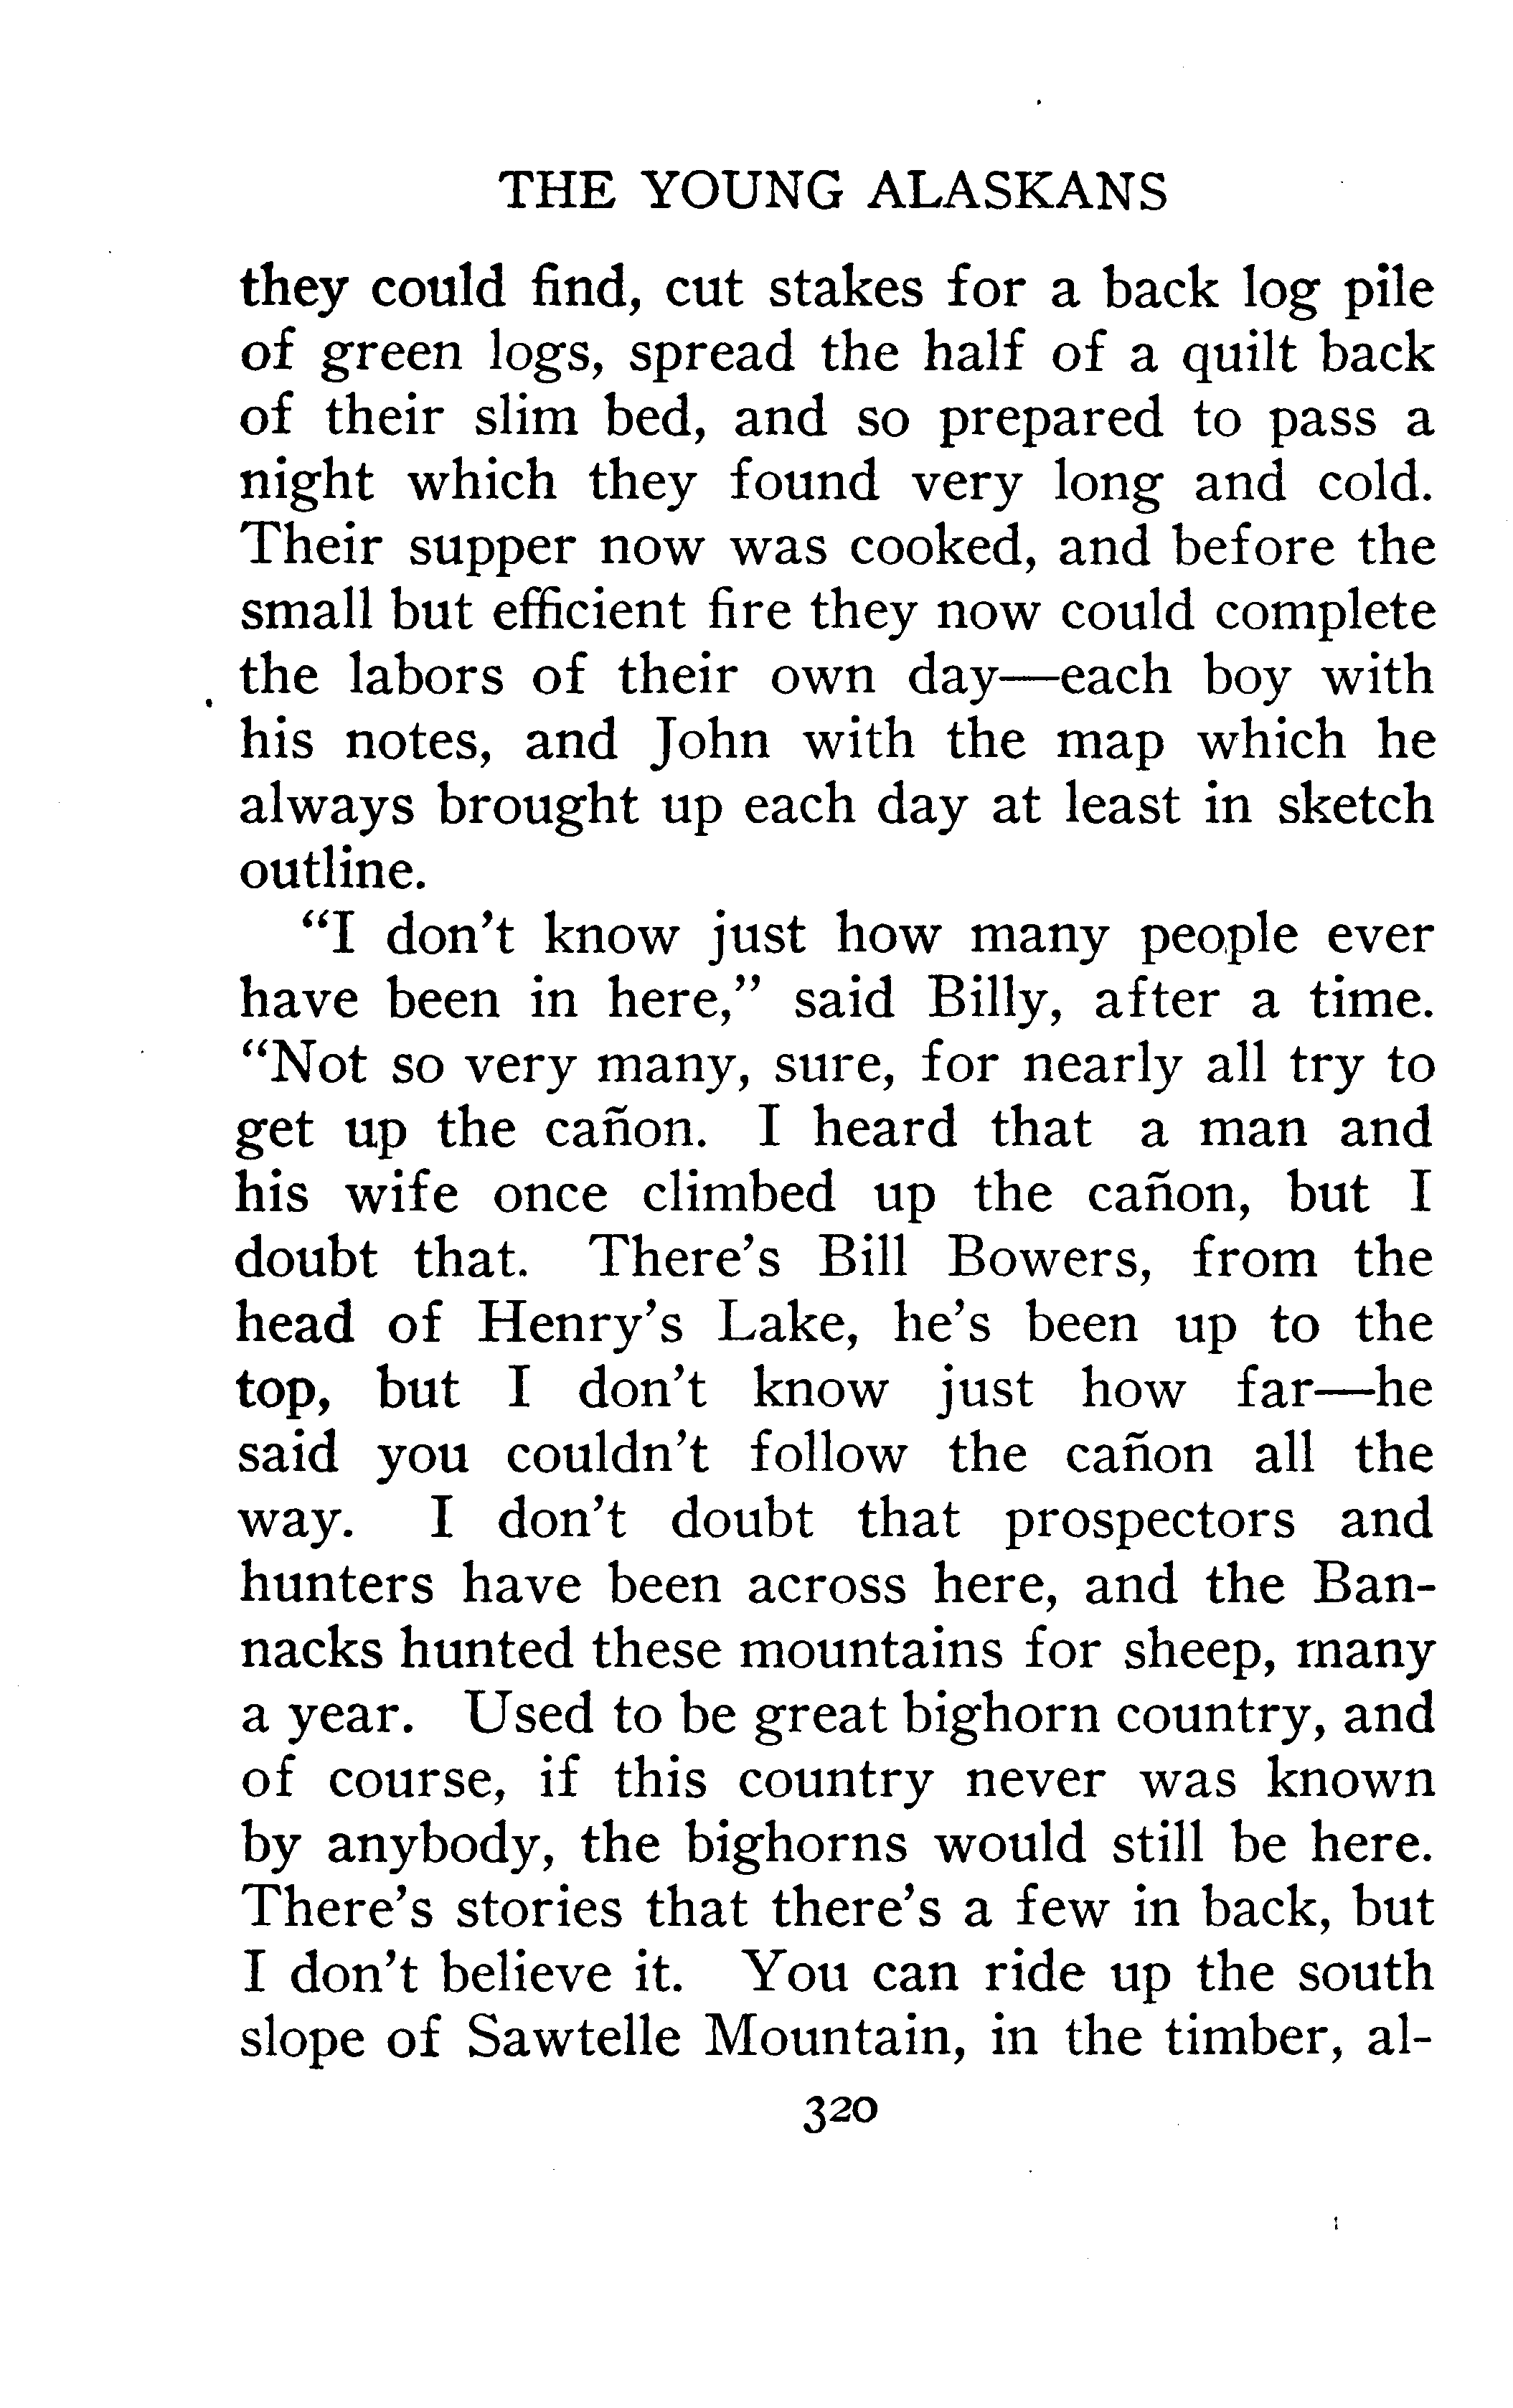 THE YOUNG ALASKANS
they could find, cut stakes for a back log pile
of green logs, spread the half of a quilt back
of their slim bed, and so prepared to pass a
night which they found very long and cold.
Their supper now was cooked, and before the
small but efficient fire they now could complete
the labors of their own day—each boy with
his notes, and John with the map which he
always brought up each day at least in sketch
outline.
"I don't know just how many people ever
have been in here," said Billy, after a time.
"Not so very many, sure, for nearly all try to
get up the cañon. I heard that a man and
his wife once climbed up the cañon, but I
doubt that. There's Bill Bowers, from the
head of Henry's Lake, he's been up to the
top, but I don't know just how far—he
said you couldn't follow the cañon all the
way. I don't doubt that prospectors and
hunters have been across here, and the Ban-
nacks hunted these mountains for sheep, many
a year. Used to be great bighorn country, and
of course, if this country never was known
by anybody, the bighorns would still be here.
There's stories that there's a few in back, but
I don't believe it. You can ride up the south
slope of Sawtelle Mountain, in the timber, al-
320